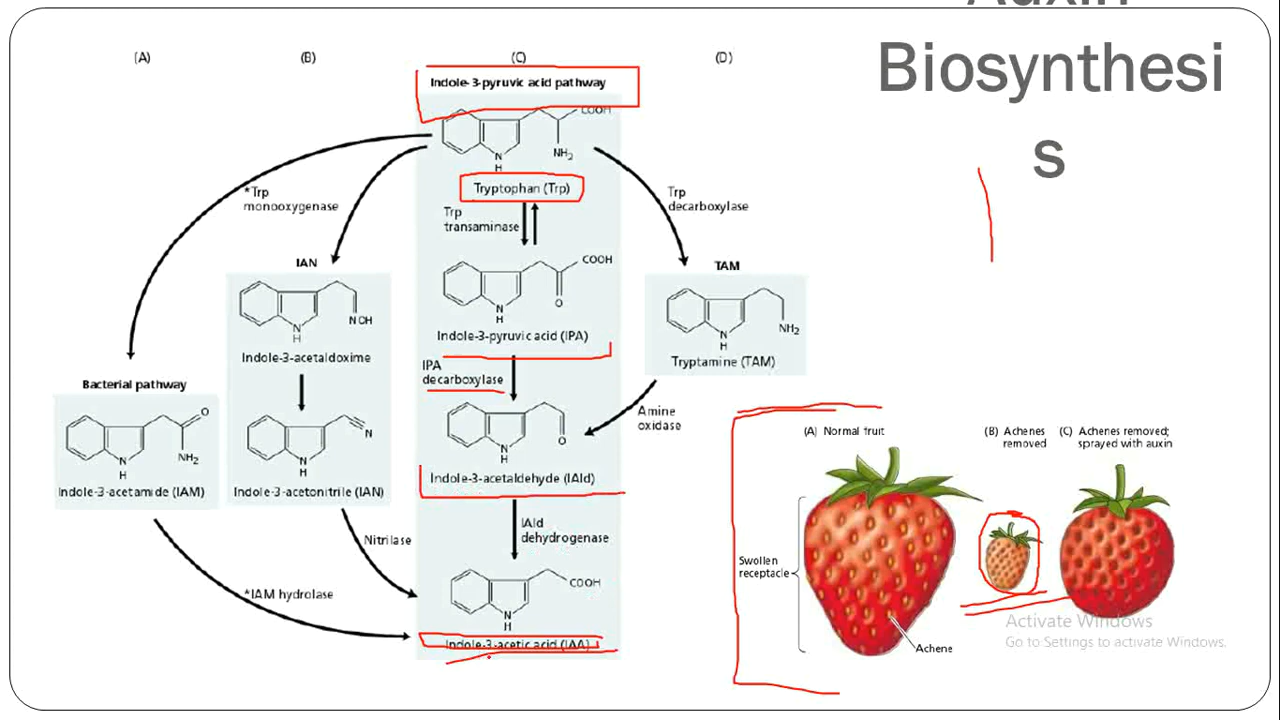 Auxin
Biosynthesi
s
(A)
(B)
(C)
(D)
Indole-3-pyruvic acid pathway
COOH
NH2
N
H
Tryptophan (Trp)
*Trp
monooxygenase
Trp
transaminase
Trp
decarboxylase
IAN
NOH
N
H
Indole-3-acetaldoxime
COOH
O
N
H
Indole-3-pyruvic acid (IPA)
TAM
NH2
N
H
Tryptamine (TAM)
IPA
decarboxylase
Bacterial pathway
O
NH2
N
H
Indole-3-acetamide (IAM)
N
N
H
Indole-3-acetonitrile (IAN)
O
N
H
Indole-3-acetaldehyde (IAld)
Amine
oxidase
IAld
dehydrogenase
Nitrilase
*IAM hydrolase
COOH
N
H
Indole-3-acetic acid (IAA)
(A) Normal fruit
(B) Achenes
removed
(C) Achenes removed;
sprayed with auxin
Swollen
receptacle
Achene
Activate Windows
Go to Settings to activate Windows.